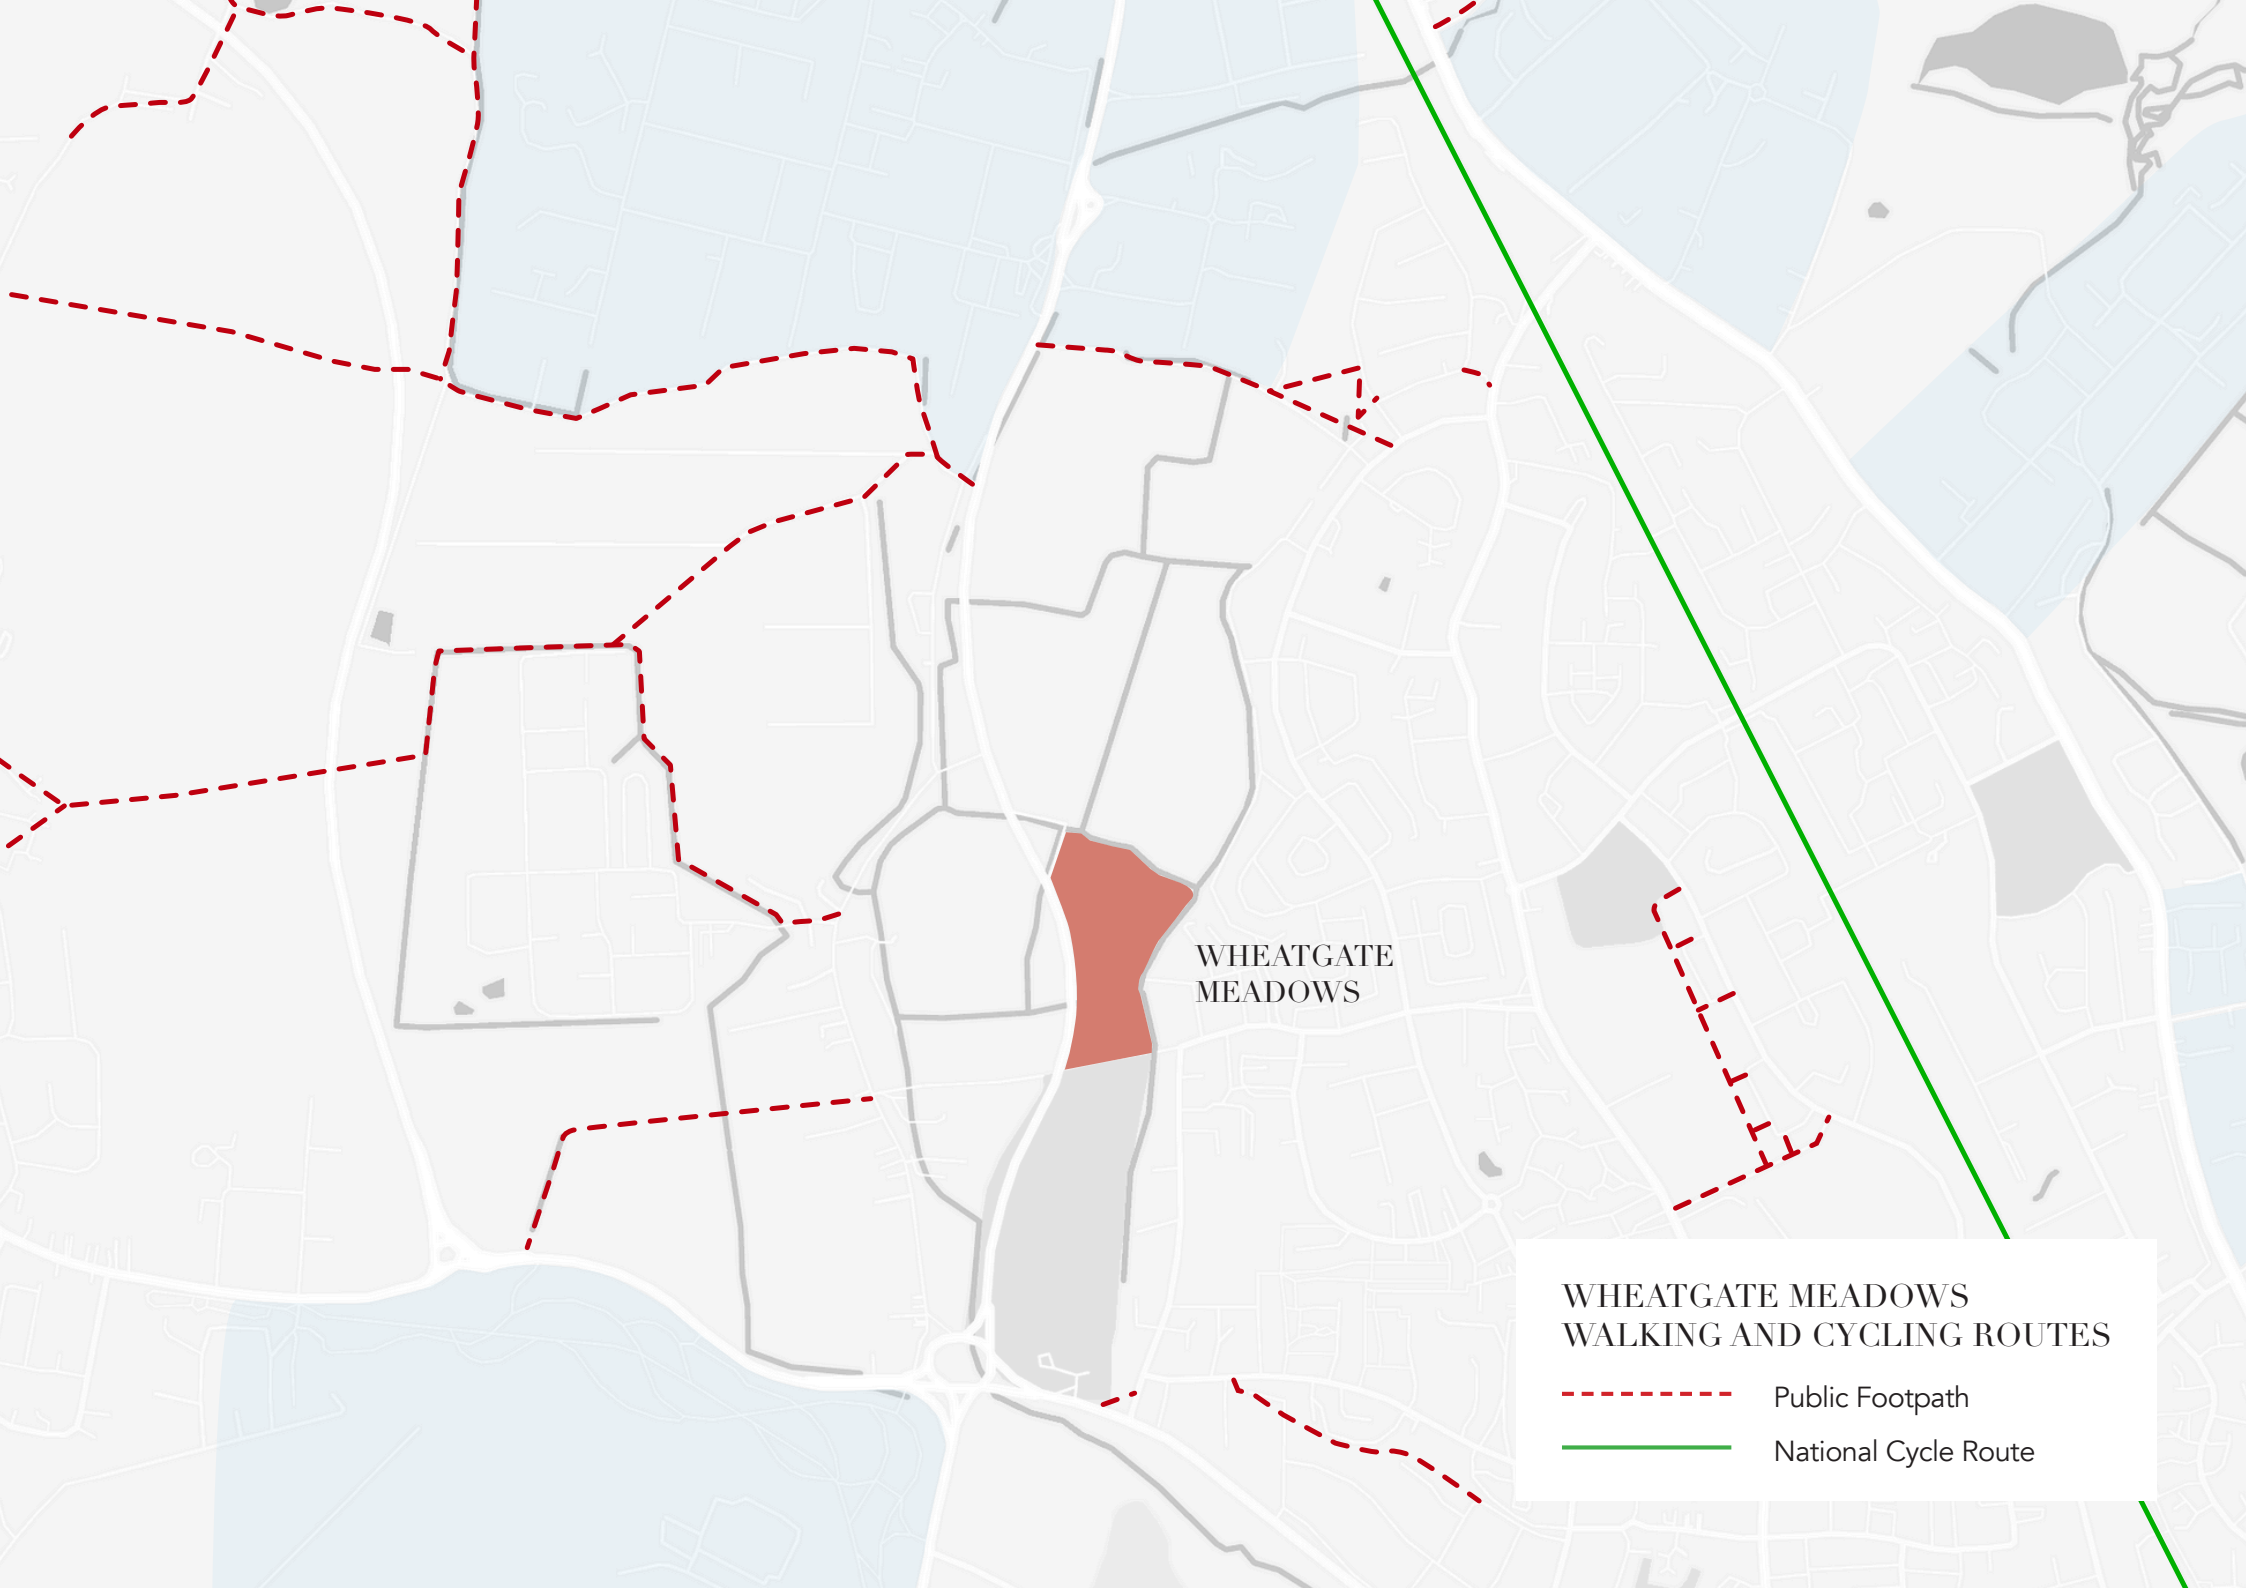 WHEATGATE
MEADOWS
WHEATGATE MEADOWS
WALKING AND CYCLING ROUTES
Public Footpath
National Cycle Route